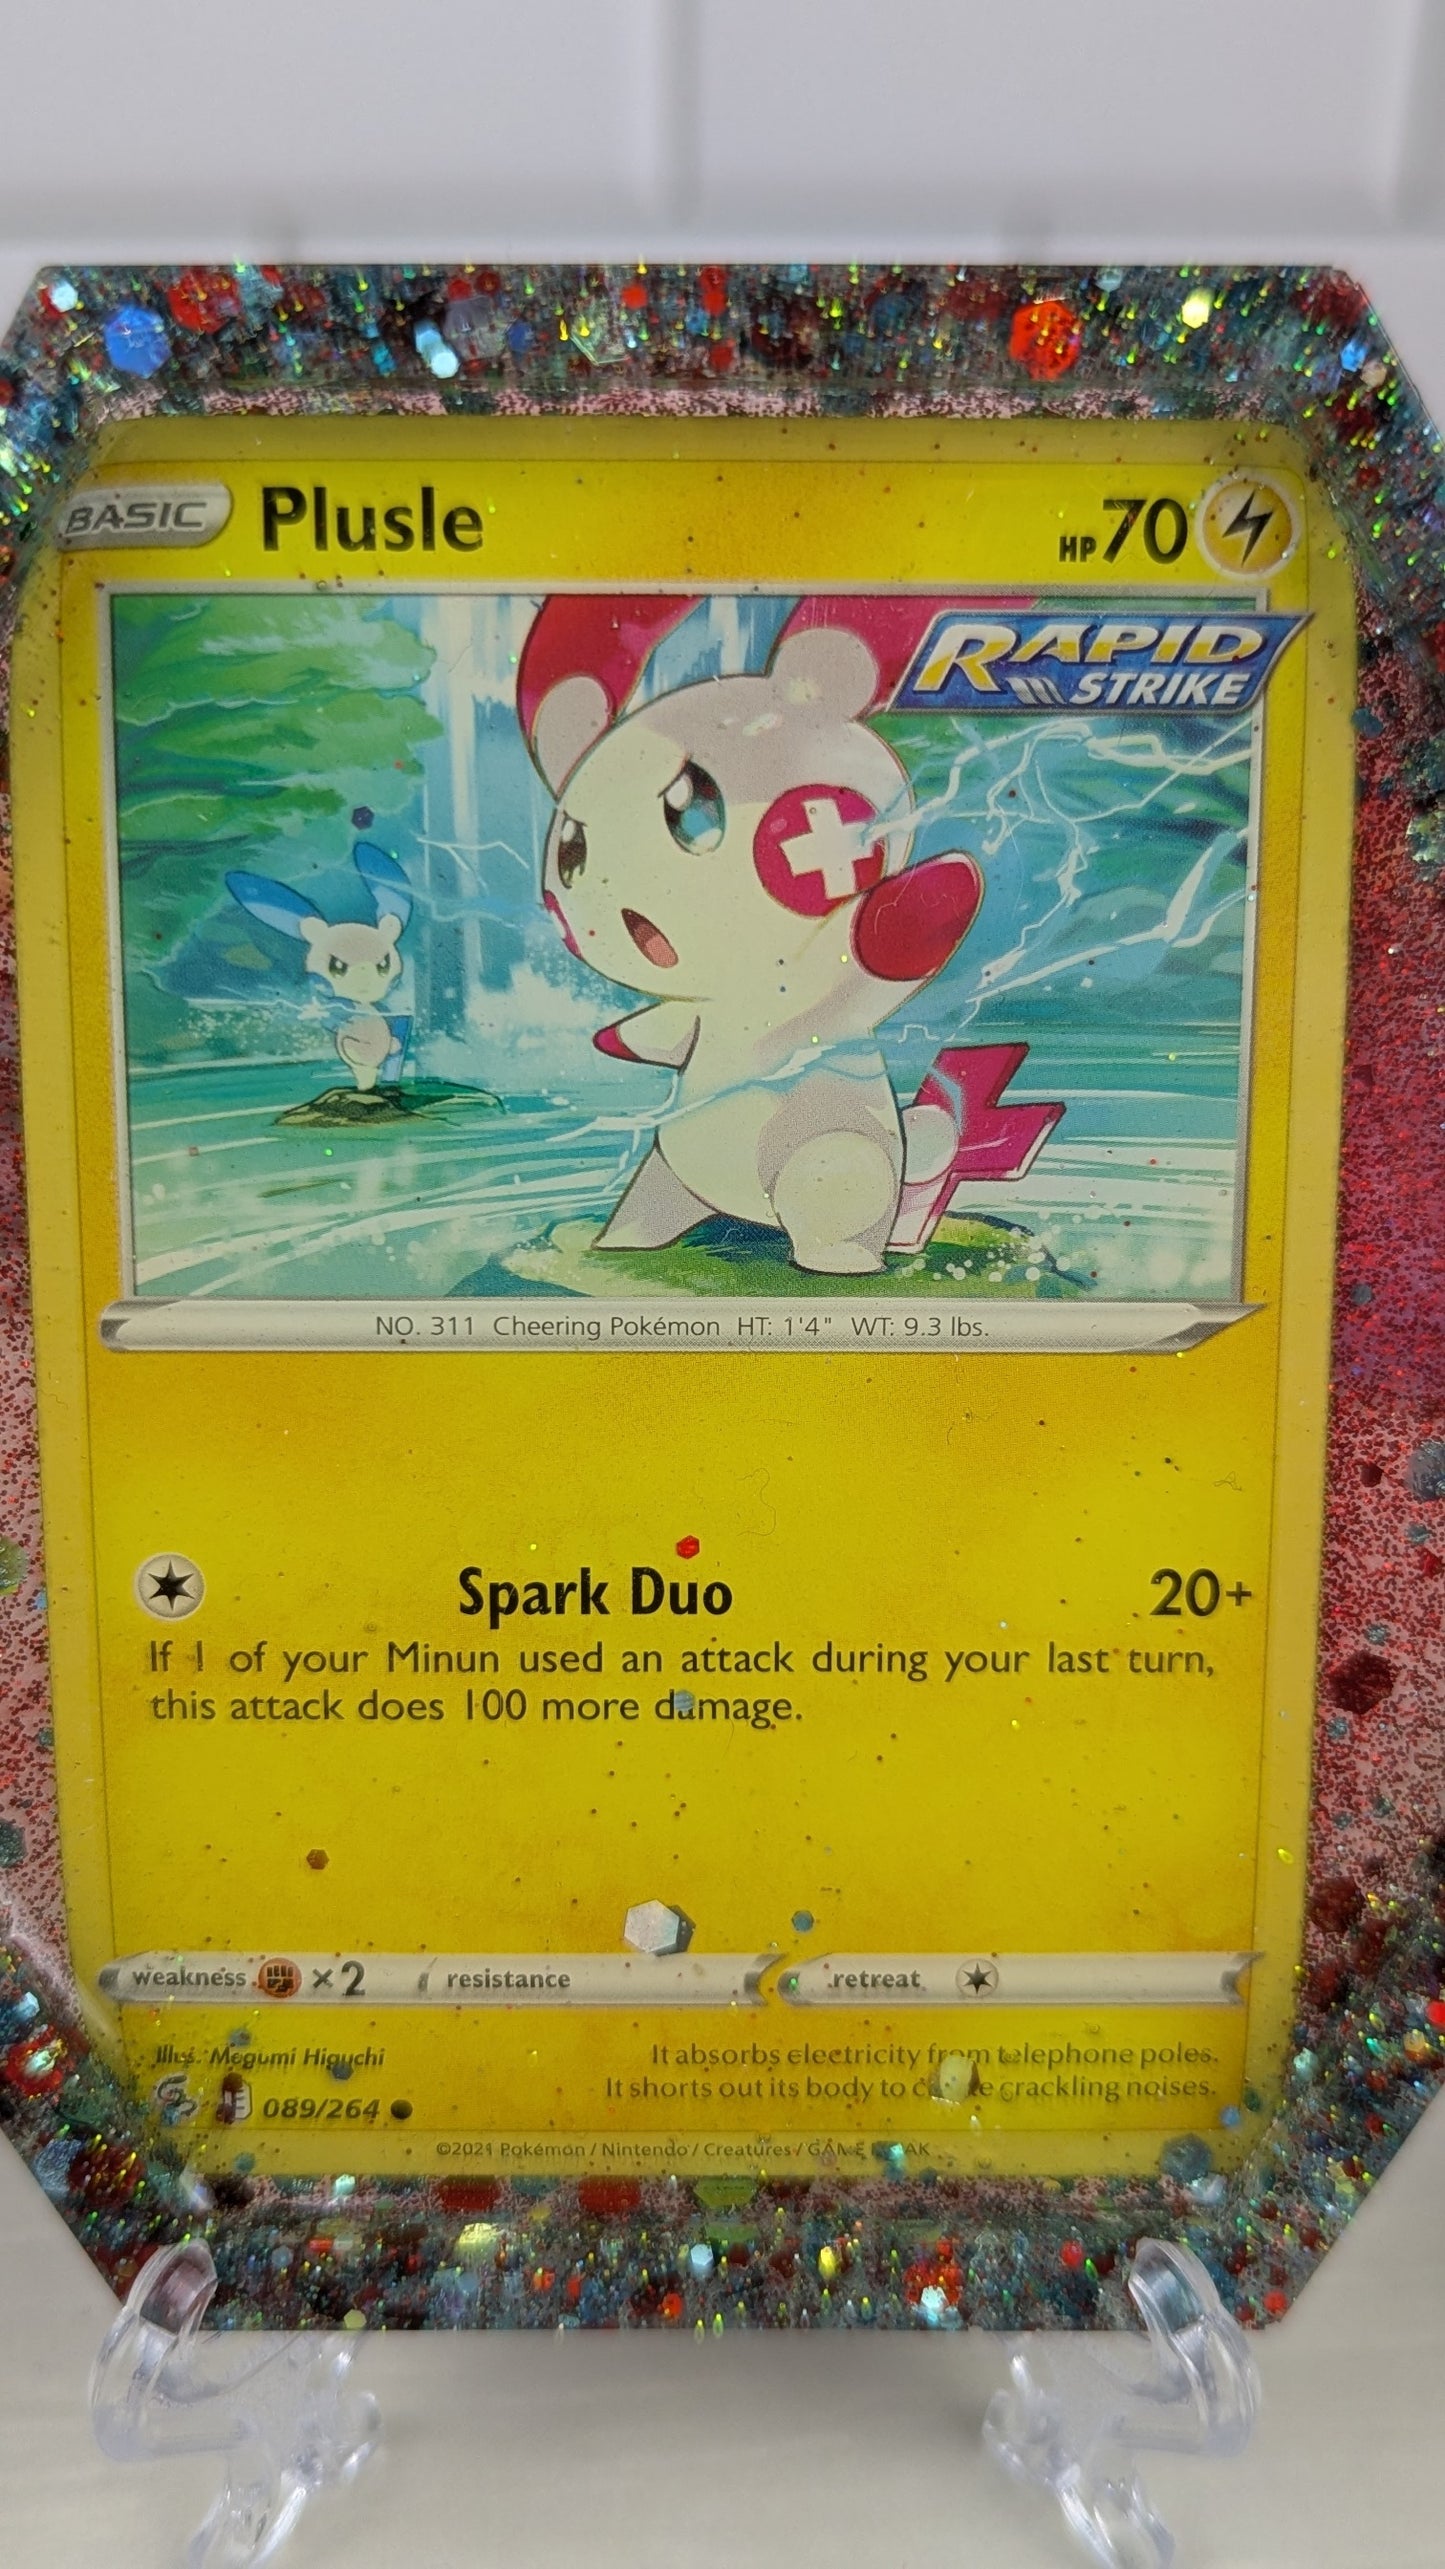 BASIC Plusle HP 70
RAPID
STRIKE
NO. 311 Cheering Pokémon HT: 1'4" WT: 9.3 lbs.
Spark Duo 20+
If 1 of your Minun used an attack during your last turn,
this attack does 100 more damage.
weakness ×2 resistance retreat
Illus. Megumi Higuchi
It absorbs electricity from telephone poles.
It shorts out its body to crackling noises.
E 089/264
©2021 Pokémon / Nintendo / Creatures / GAME